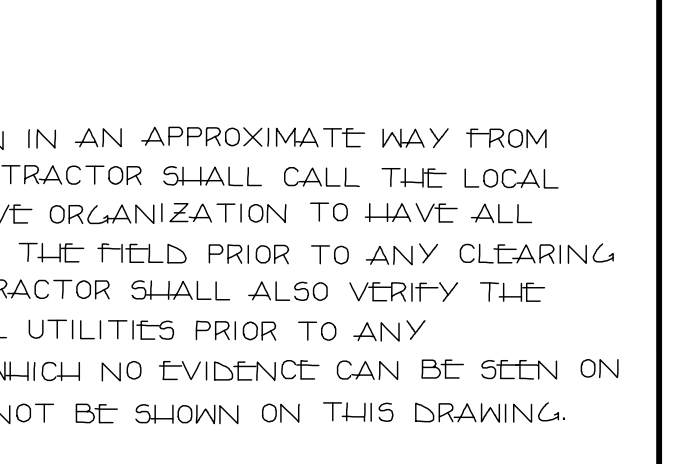 IN AN APPROXIMATE WAY FROM
TRACTOR SHALL CALL THE LOCAL
VE ORGANIZATION TO HAVE ALL
THE FIELD PRIOR TO ANY CLEARING
RACTOR SHALL ALSO VERIFY THE
L UTILITIES PRIOR TO ANY
WHICH NO EVIDENCE CAN BE SEEN ON
NOT BE SHOWN ON THIS DRAWING.